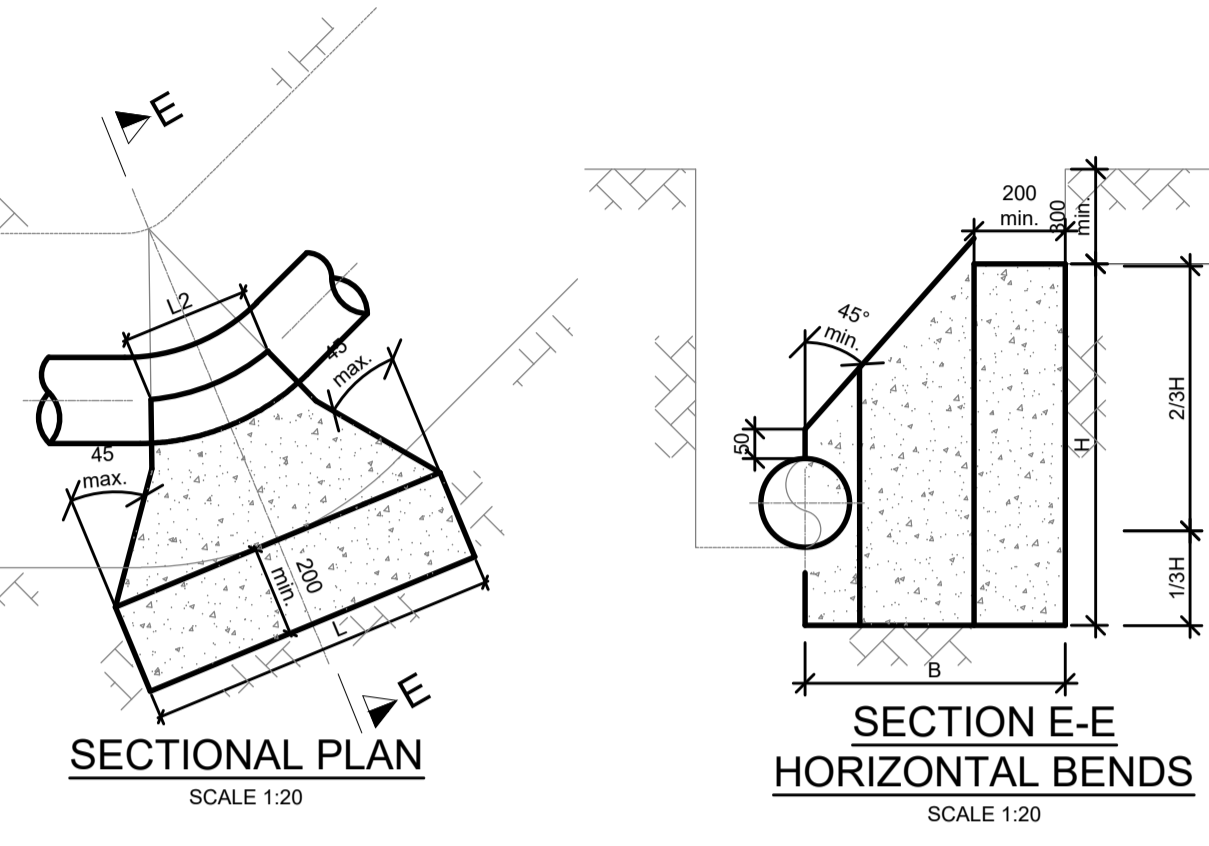 E
L2
45
max.
45
max.
200
min.
L
E
SECTIONAL PLAN
SCALE 1:20
200
min.
300
min.
45°
min.
50
2/3H
H
1/3H
B
SECTION E-E
HORIZONTAL BENDS
SCALE 1:20